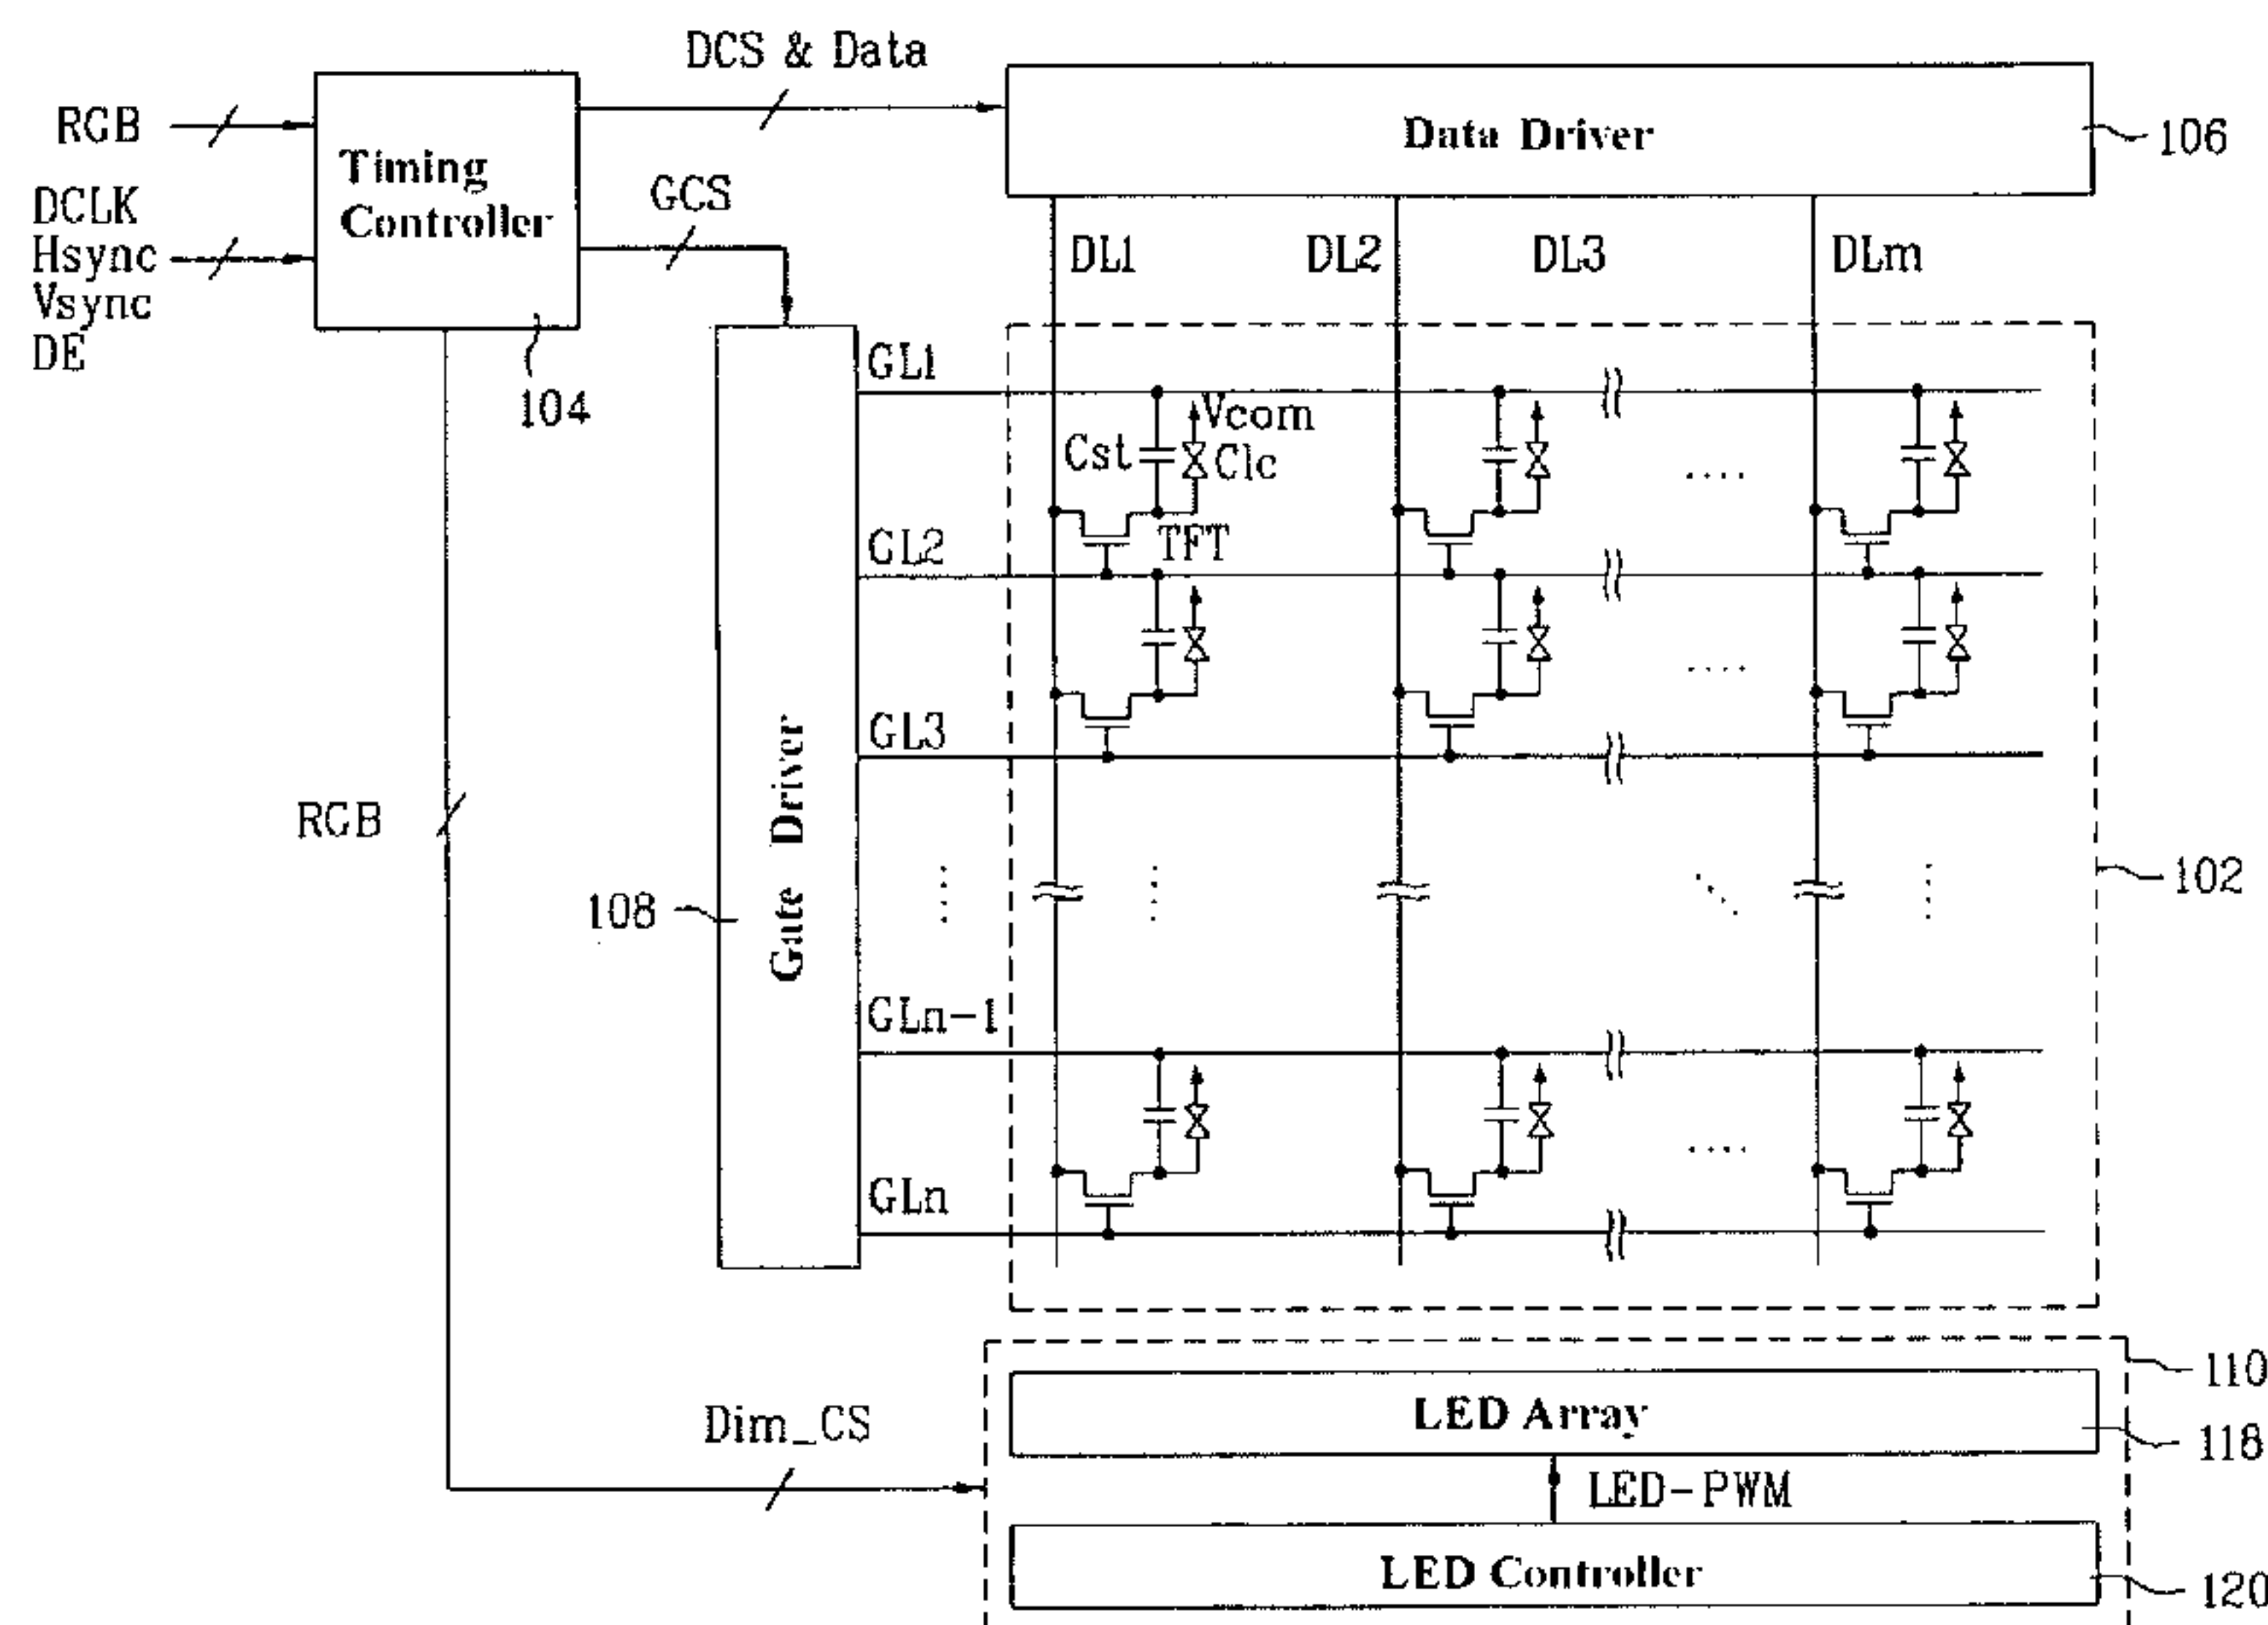 DCS & Data
RGB
Timing
Controller
Data Driver
106
DCLK
Hsync
Vsync
DE
GCS
DL1
DL2
DL3
DLm
104
GL1
Vcom
Cst
Clc
GL2
TFT
GL3
RGB
Gate Driver
108
102
GLn-1
GLn
110
LED Array
118
Dim_CS
LED-PWM
LED Controller
120